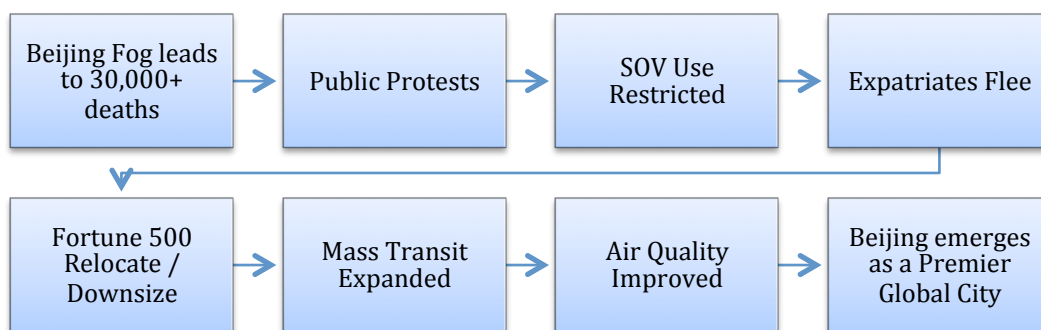 Beijing Fog leads
to 30,000+
deaths
Public Protests
SOV Use
Restricted
Expatriates Flee
Fortune 500
Relocate /
Downsize
Mass Transit
Expanded
Air Quality
Improved
Beijing emerges
as a Premier
Global City